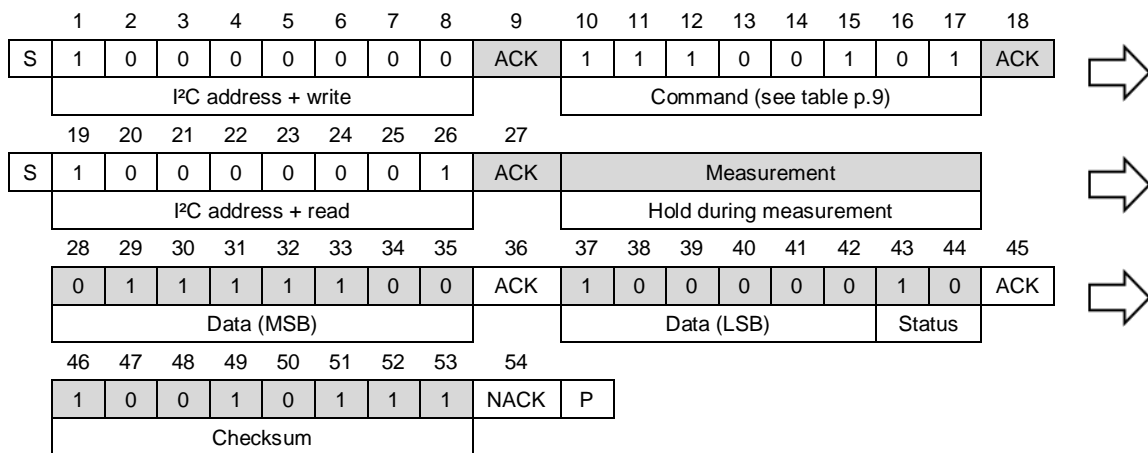 1 2 3 4 5 6 7 8 9 10 11 12 13 14 15 16 17 18
S 1 0 0 0 0 0 0 0 ACK 1 1 1 0 0 1 0 1 ACK
I²C address + write Command (see table p.9)
19 20 21 22 23 24 25 26 27
S 1 0 0 0 0 0 0 1 ACK Measurement
I²C address + read Hold during measurement
28 29 30 31 32 33 34 35 36 37 38 39 40 41 42 43 44 45
0 1 1 1 1 1 0 0 ACK 1 0 0 0 0 0 1 0 ACK
Data (MSB) Data (LSB) Status
46 47 48 49 50 51 52 53 54
1 0 0 1 0 1 1 1 NACK P
Checksum